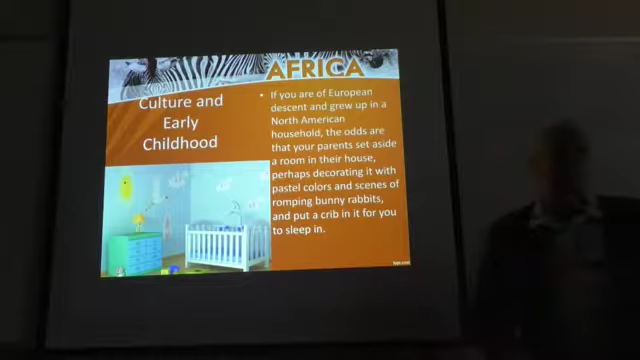 AFRICA
Culture and
Early
Childhood
• If you are of European
descent and grew up in a
North American
household, the odds are
that your parents set aside
a room in their house,
perhaps decorating it with
pastel colors and scenes of
romping bunny rabbits,
and put a crib in it for you
to sleep in.